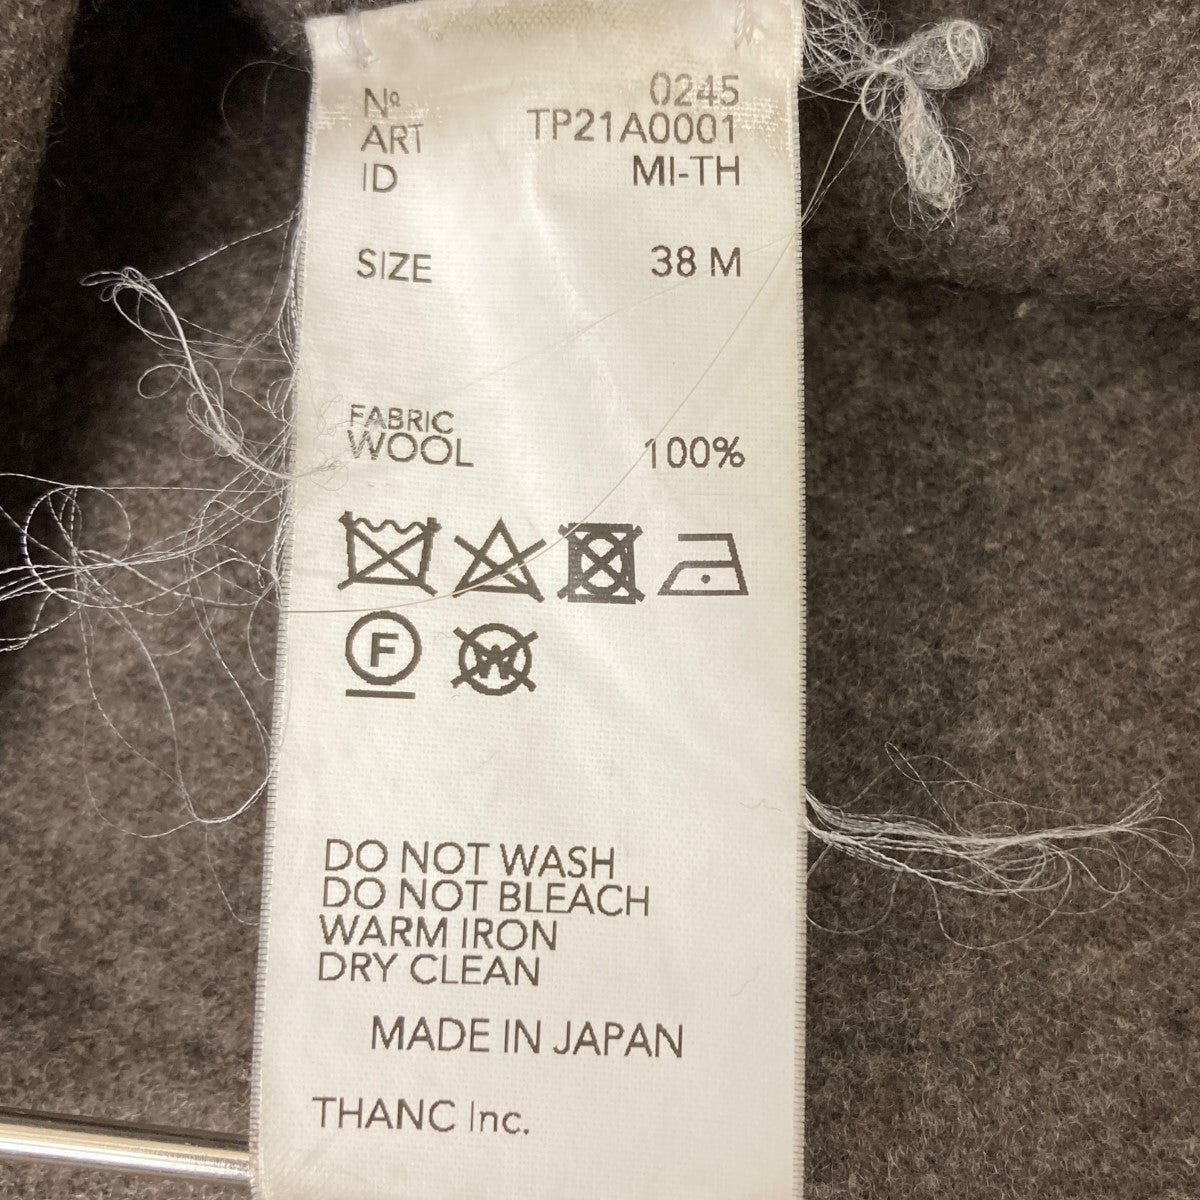 № 0245
ART TP21A0001
ID MI-TH
SIZE 38 M
FABRIC
WOOL 100%
F W
DO NOT WASH
DO NOT BLEACH
WARM IRON
DRY CLEAN
MADE IN JAPAN
THANC Inc.